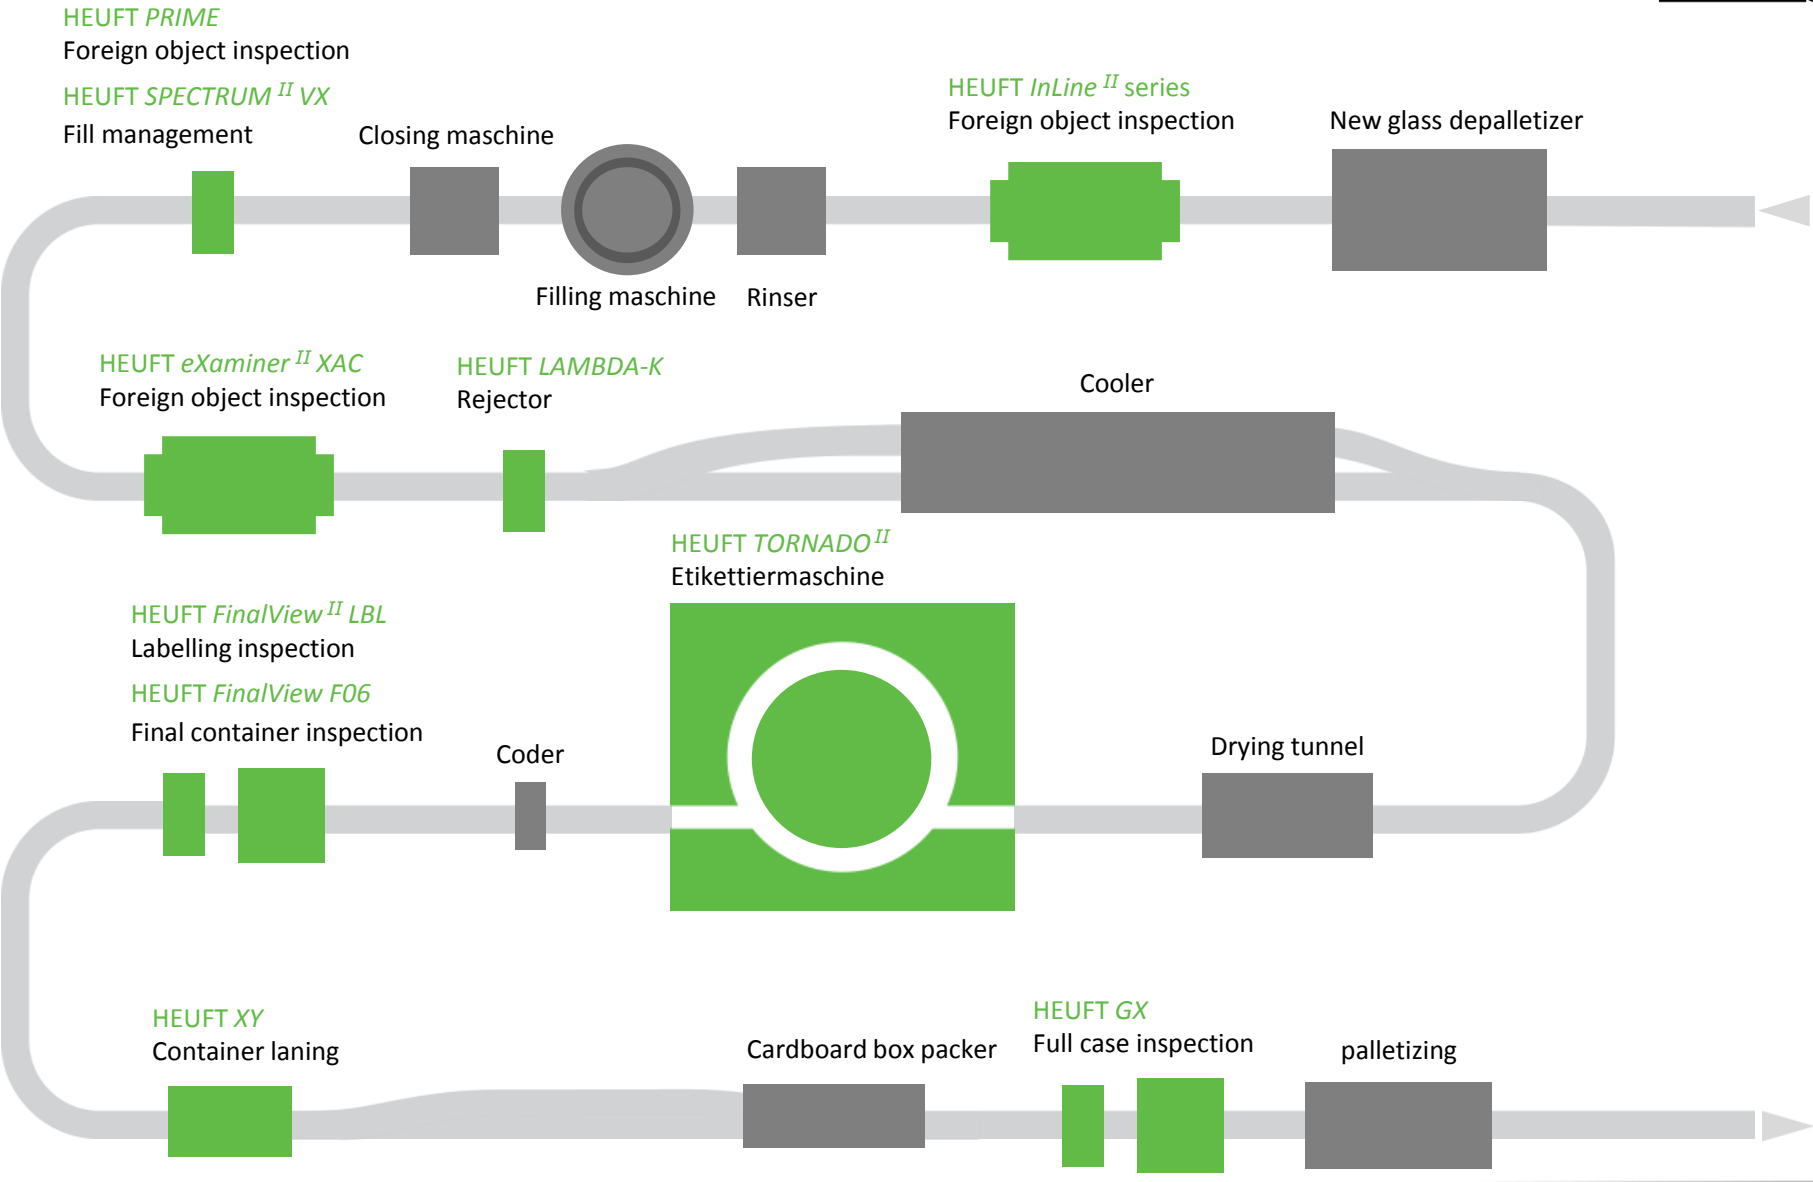 HEUFT PRIME
Foreign object inspection
HEUFT SPECTRUM II VX
Fill management
Closing maschine
Filling maschine
Rinser
HEUFT InLine II series
Foreign object inspection
New glass depalletizer
HEUFT eXaminer II XAC
Foreign object inspection
HEUFT LAMBDA-K
Rejector
Cooler
HEUFT TORNADO II
Etikettiermaschine
HEUFT FinalView II LBL
Labelling inspection
HEUFT FinalView F06
Final container inspection
Coder
Drying tunnel
HEUFT XY
Container laning
Cardboard box packer
HEUFT GX
Full case inspection
palletizing